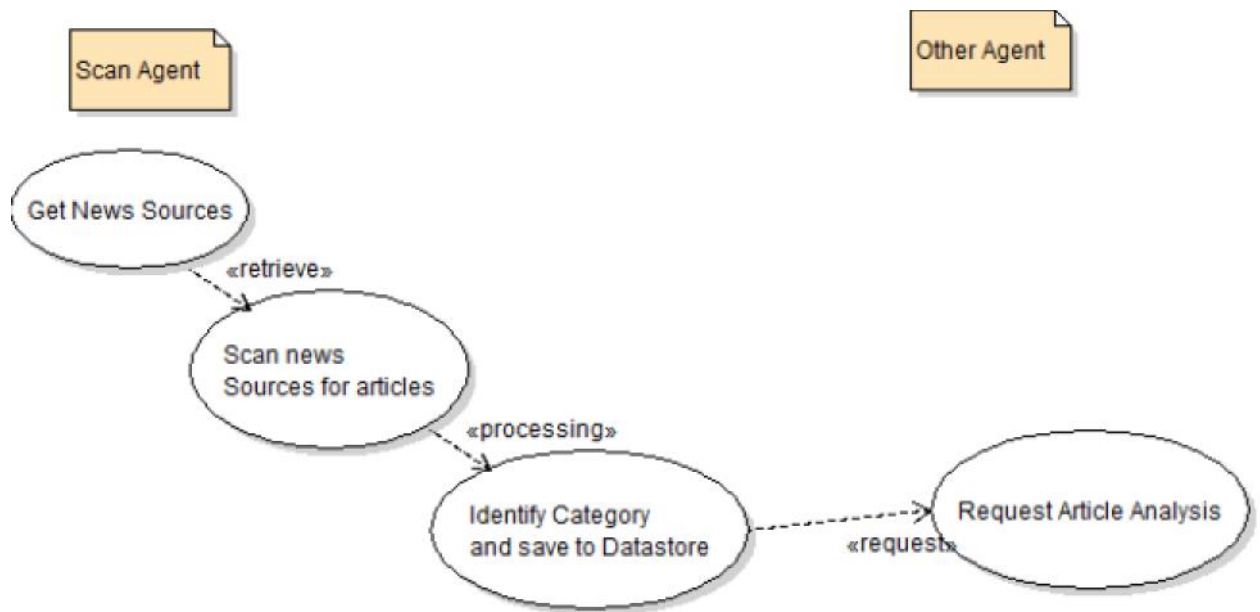 Scan Agent
Other Agent
Get News Sources
«retrieve»
Scan news
Sources for articles
«processing»
Identify Category
and save to Datastore
«request»
Request Article Analysis